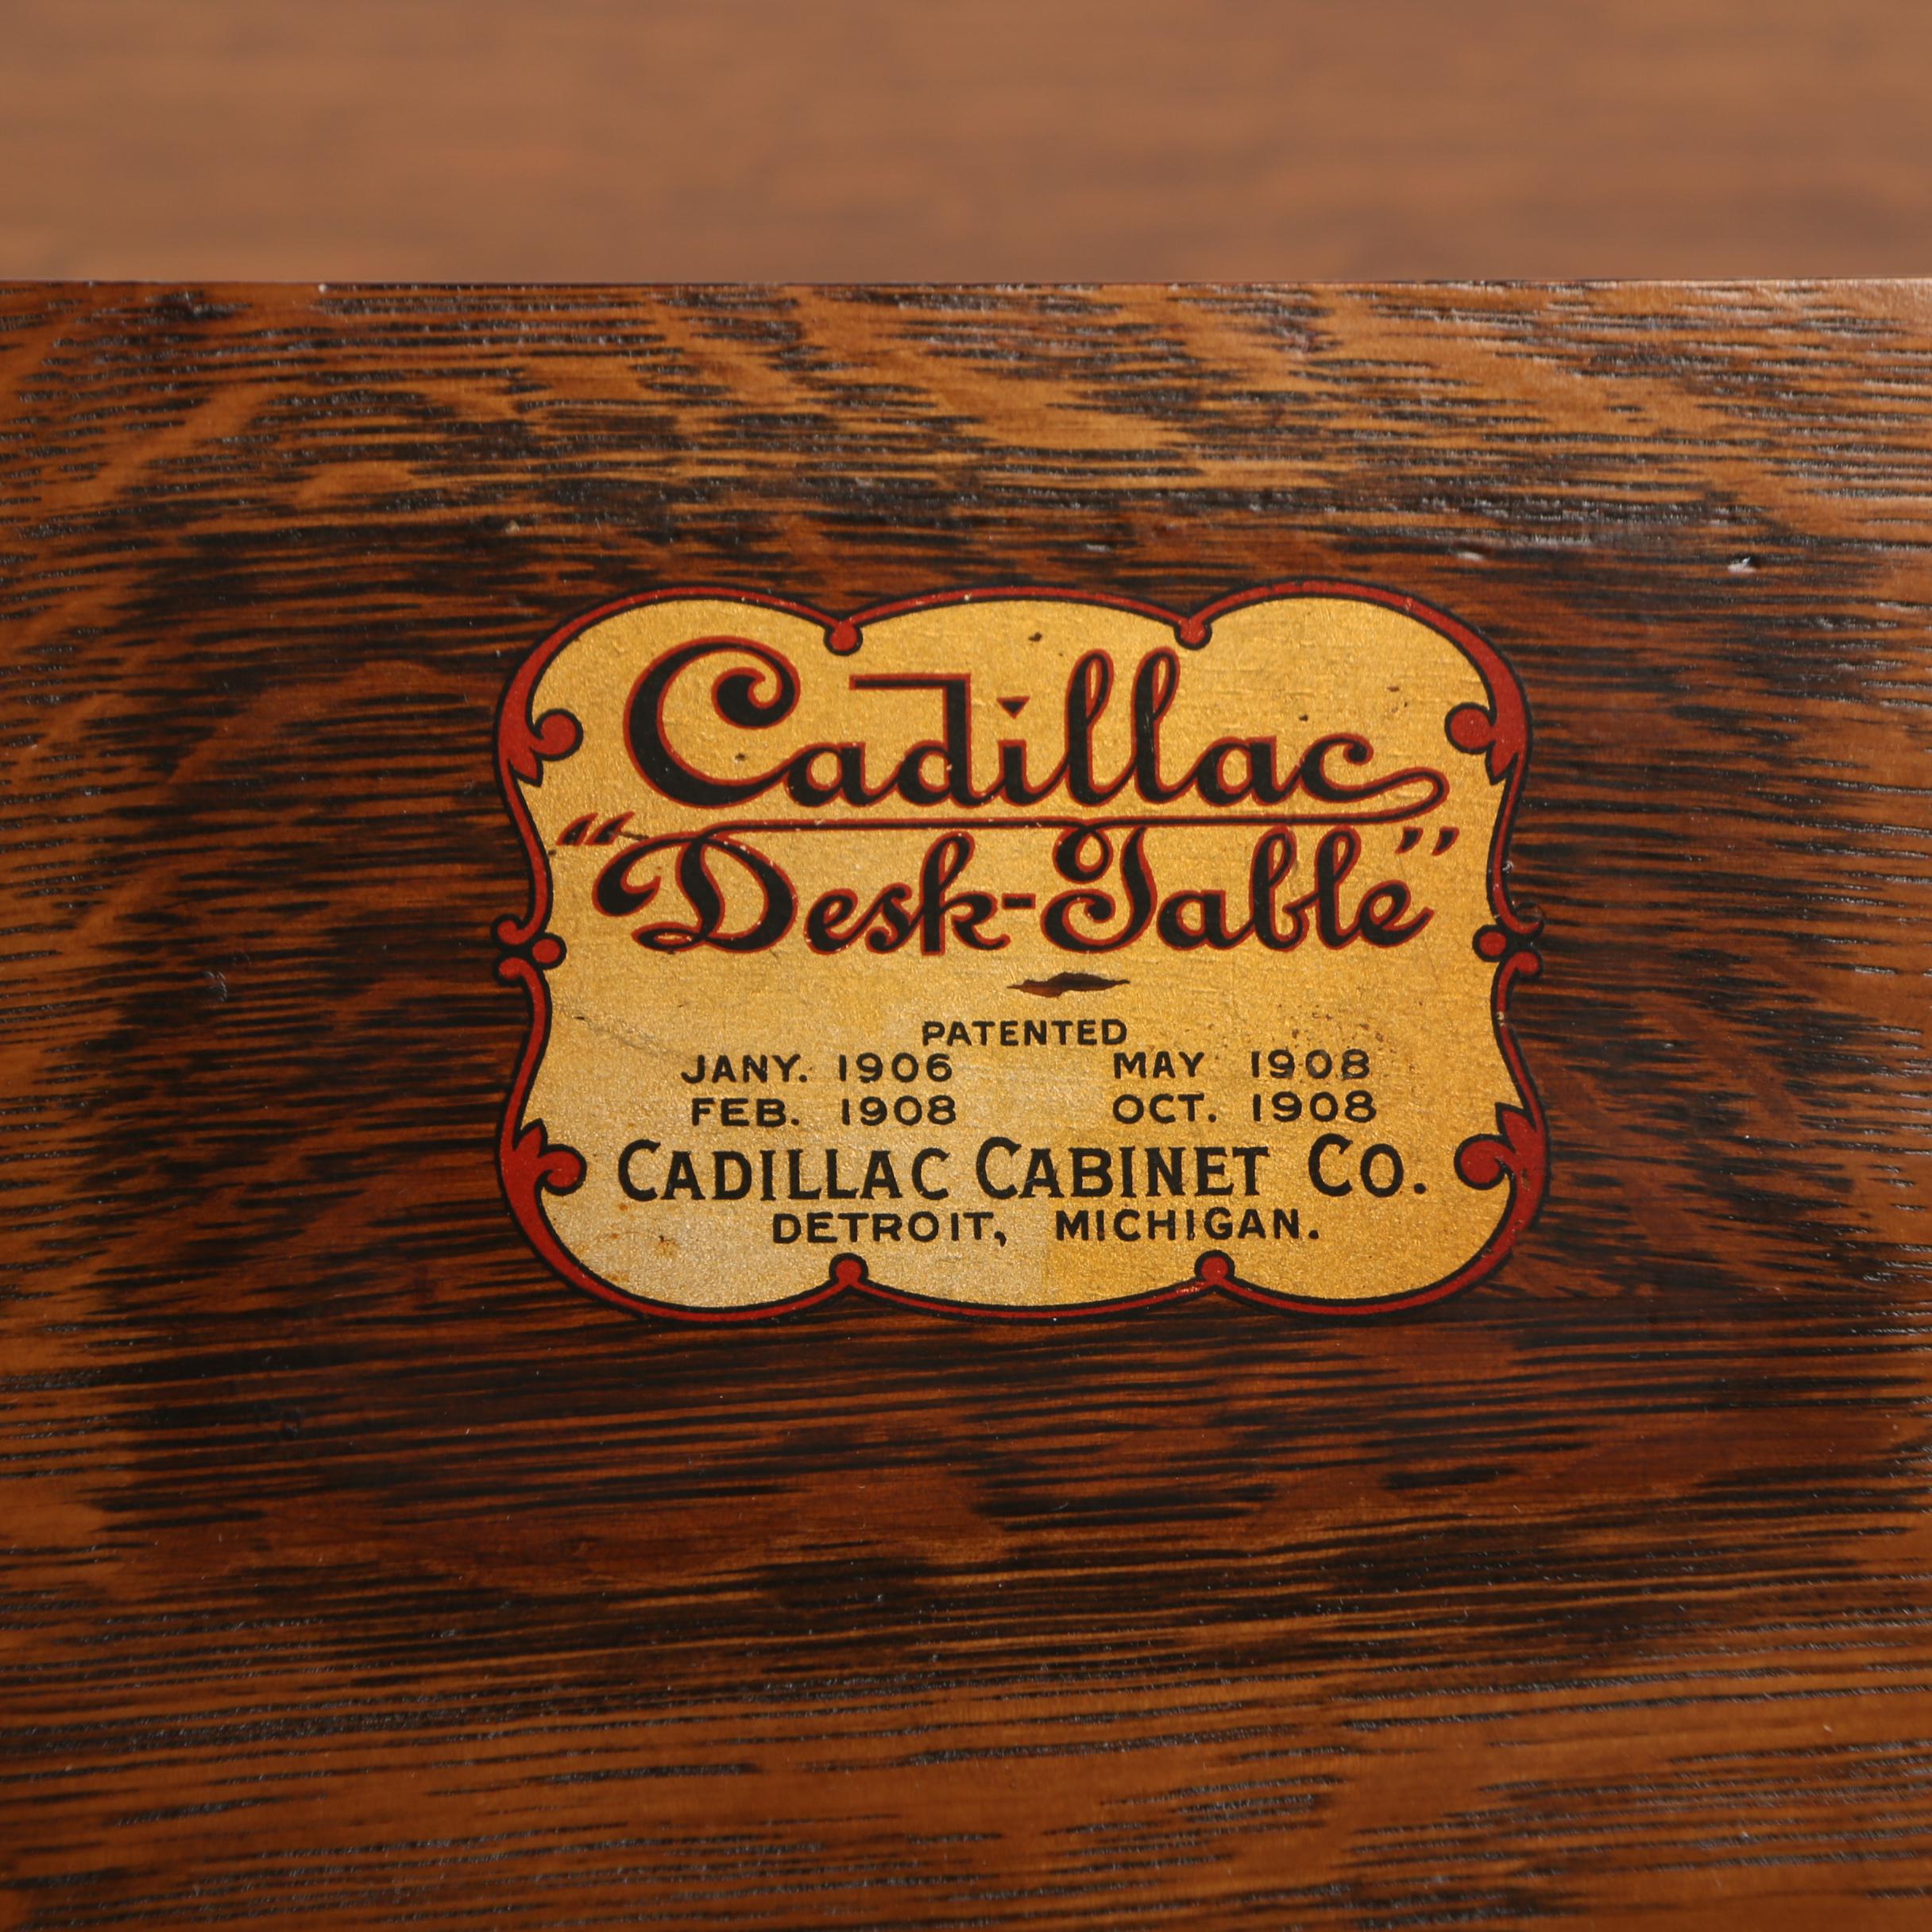 Cadillac
“Desk-Table”
PATENTED
JANY. 1906 MAY 1908
FEB. 1908 OCT. 1908
CADILLAC CABINET CO.
DETROIT, MICHIGAN.